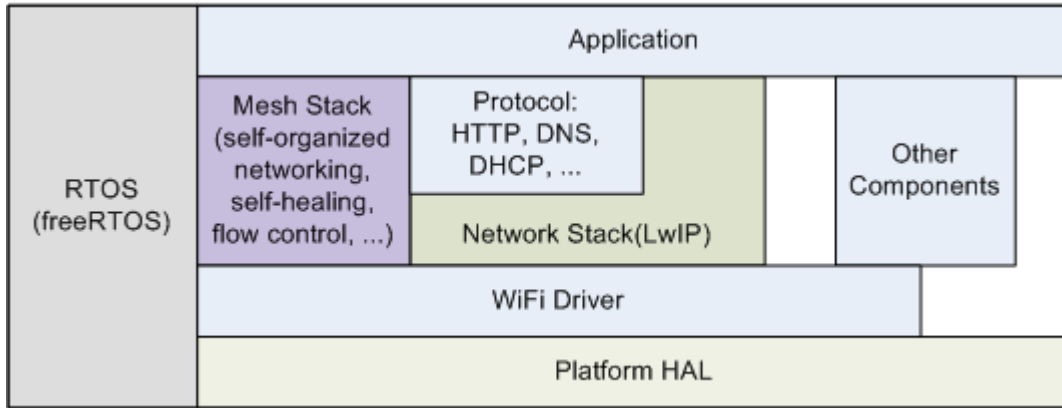 Application
RTOS
(freeRTOS)
Mesh Stack
(self-organized
networking,
self-healing,
flow control, ...)
Protocol:
HTTP, DNS,
DHCP, ...
Network Stack(LwIP)
Other
Components
WiFi Driver
Platform HAL